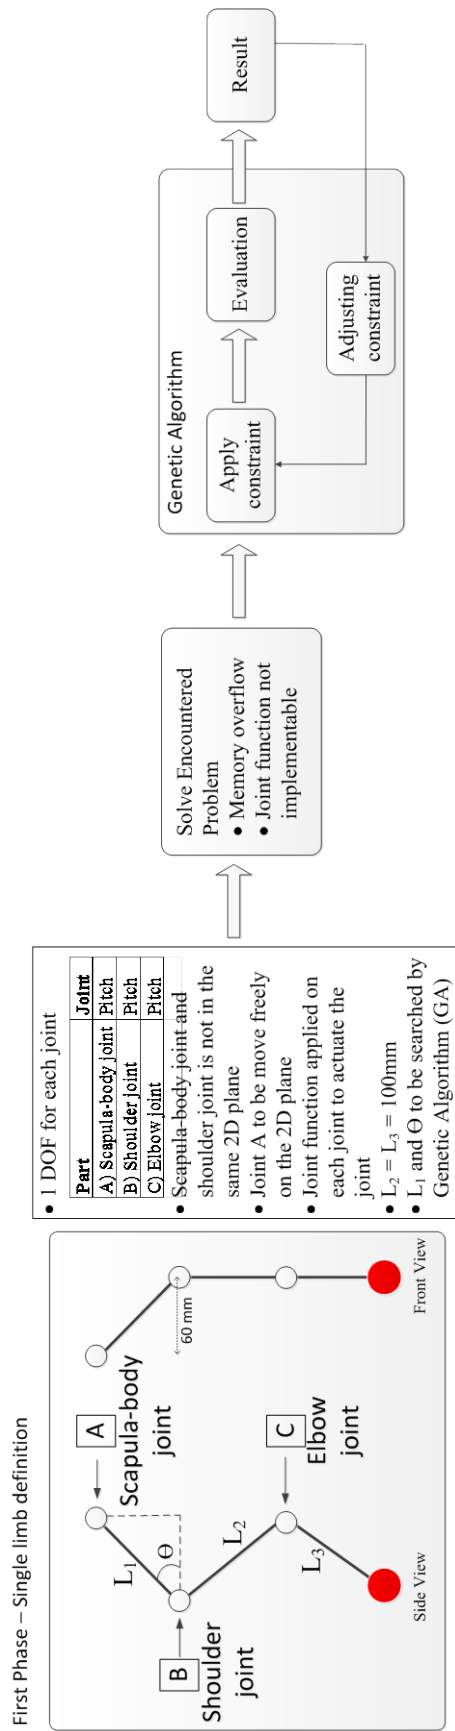 First Phase – Single limb definition
A
Scapula-body
joint
L1
Θ
B
Shoulder
joint
L2
C
Elbow
joint
L3
Side View
60 mm
Front View
● 1 DOF for each joint
Part Joint
A) Scapula-body joint Pitch
B) Shoulder joint Pitch
C) Elbow joint Pitch
● Scapula-body joint and
shoulder joint is not in the
same 2D plane
● Joint A to be move freely
on the 2D plane
● Joint function applied on
each joint to actuate the
joint
● L2 = L3 = 100mm
● L1 and Θ to be searched by
Genetic Algorithm (GA)
Solve Encountered
Problem
● Memory overflow
● Joint function not
implementable
Genetic Algorithm
Apply
constraint
Evaluation
Adjusting
constraint
Result